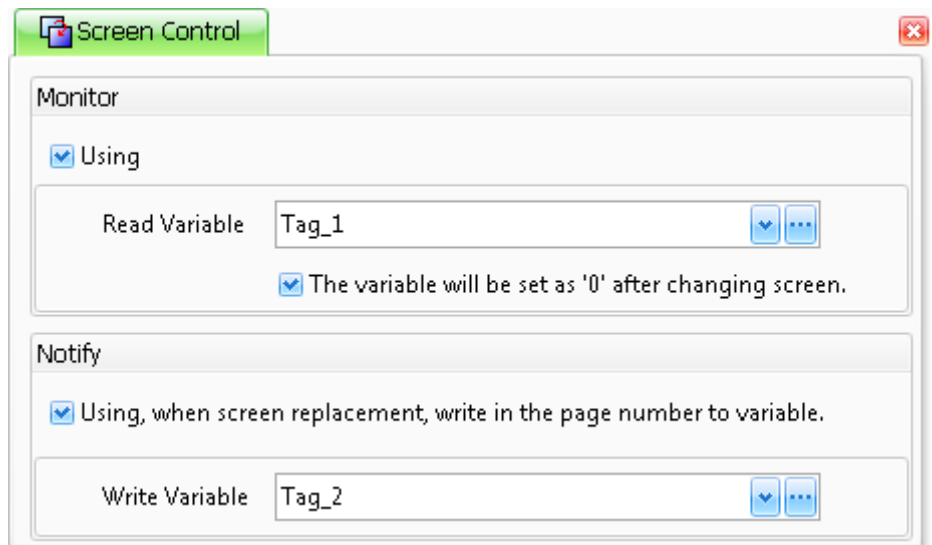 Screen Control
Monitor
Using
Read Variable Tag_1
The variable will be set as '0' after changing screen.
Notify
Using, when screen replacement, write in the page number to variable.
Write Variable Tag_2